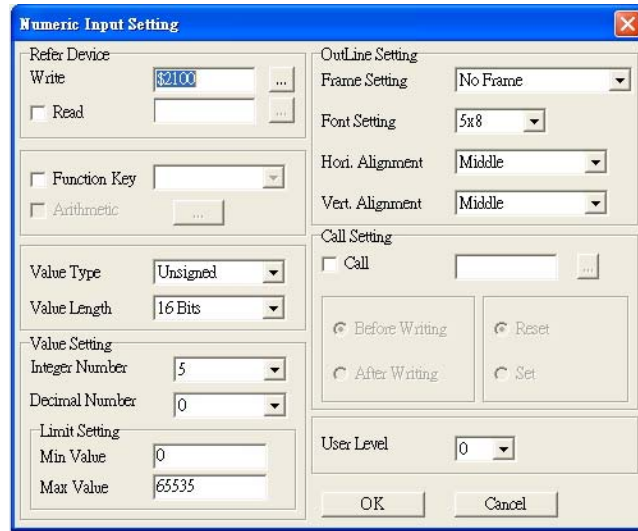 Numeric Input Setting
Refer Device
Write
$2100
...
Read
...
Function Key
Arithmetic
...
Value Type
Unsigned
Value Length
16 Bits
Value Setting
Integer Number
5
Decimal Number
0
Limit Setting
Min Value
0
Max Value
65535
OutLine Setting
Frame Setting
No Frame
Font Setting
5x8
Hori. Alignment
Middle
Vert. Alignment
Middle
Call Setting
Call
...
Before Writing
Reset
After Writing
Set
User Level
0
OK
Cancel